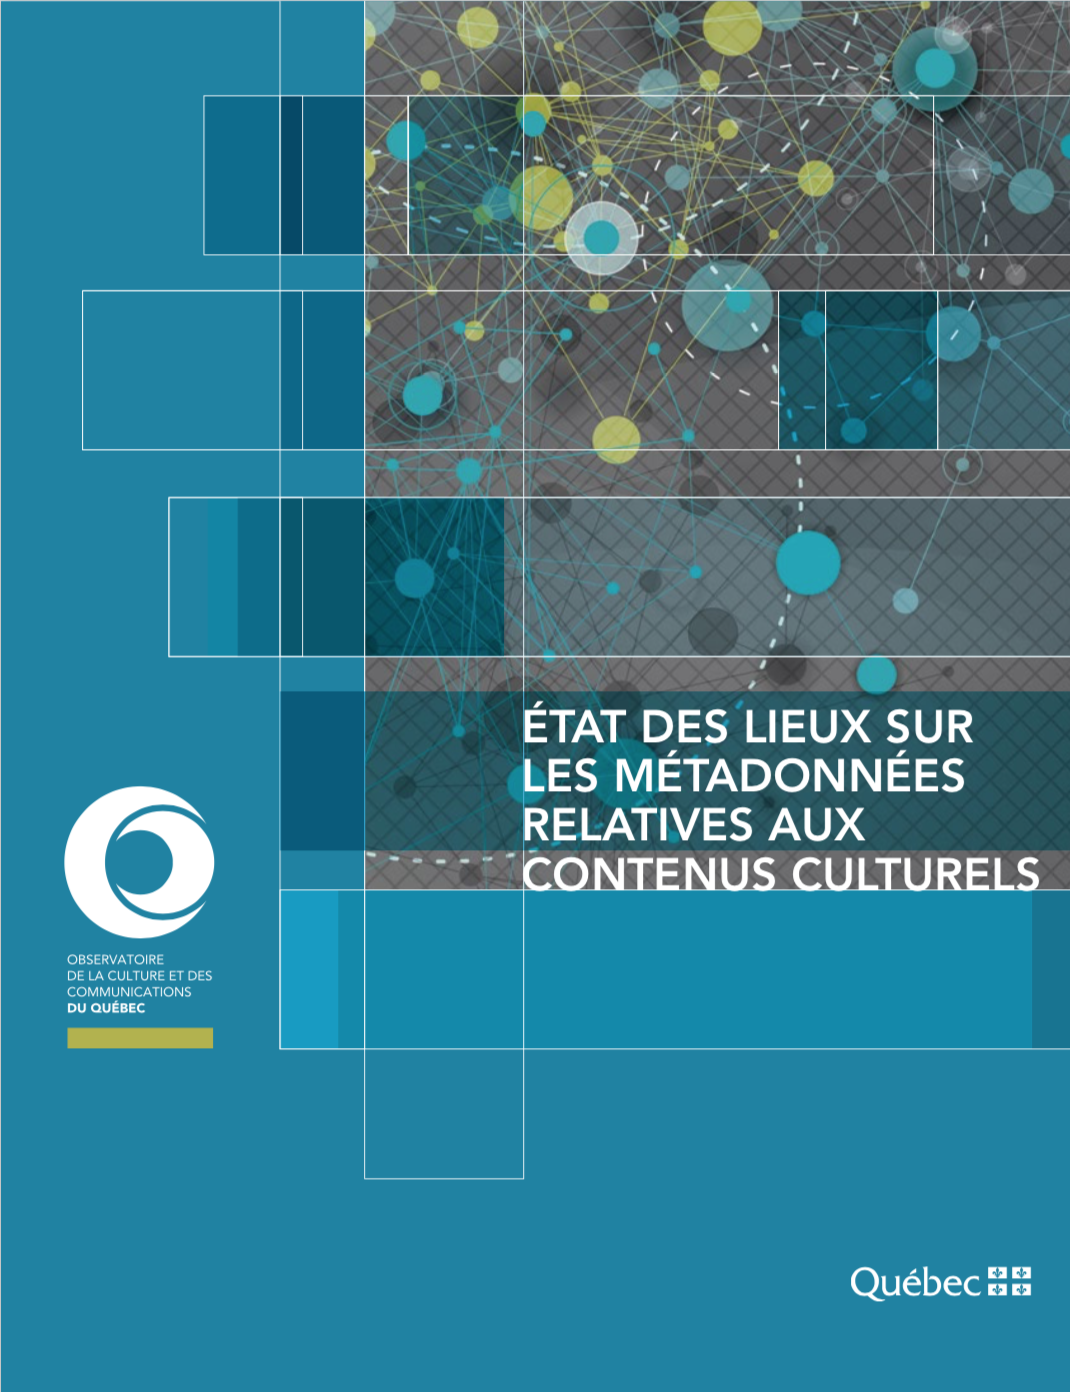 ÉTAT DES LIEUX SUR
LES MÉTADONNÉES
RELATIVES AUX
CONTENUS CULTURELS
OBSERVATOIRE
DE LA CULTURE ET DES
COMMUNICATIONS
DU QUÉBEC
Québec